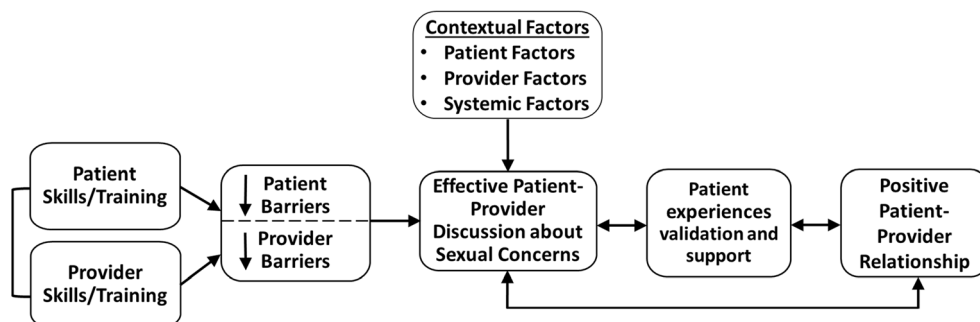 Contextual Factors
• Patient Factors
• Provider Factors
• Systemic Factors
Patient
Skills/Training
Provider
Skills/Training
Patient
Barriers
Provider
Barriers
Effective Patient-
Provider
Discussion about
Sexual Concerns
Patient
experiences
validation and
support
Positive
Patient-
Provider
Relationship